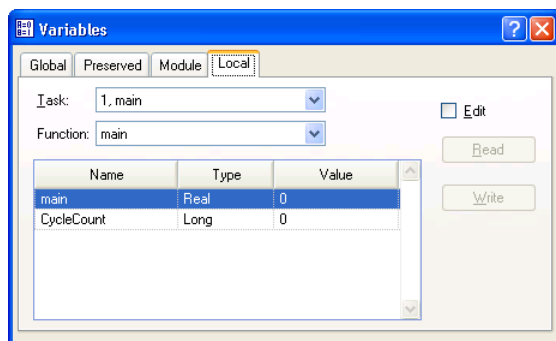 Variables
Global Preserved Module Local
Task: 1, main
Edit
Function: main
Read
Name Type Value
main Real 0
Write
CycleCount Long 0